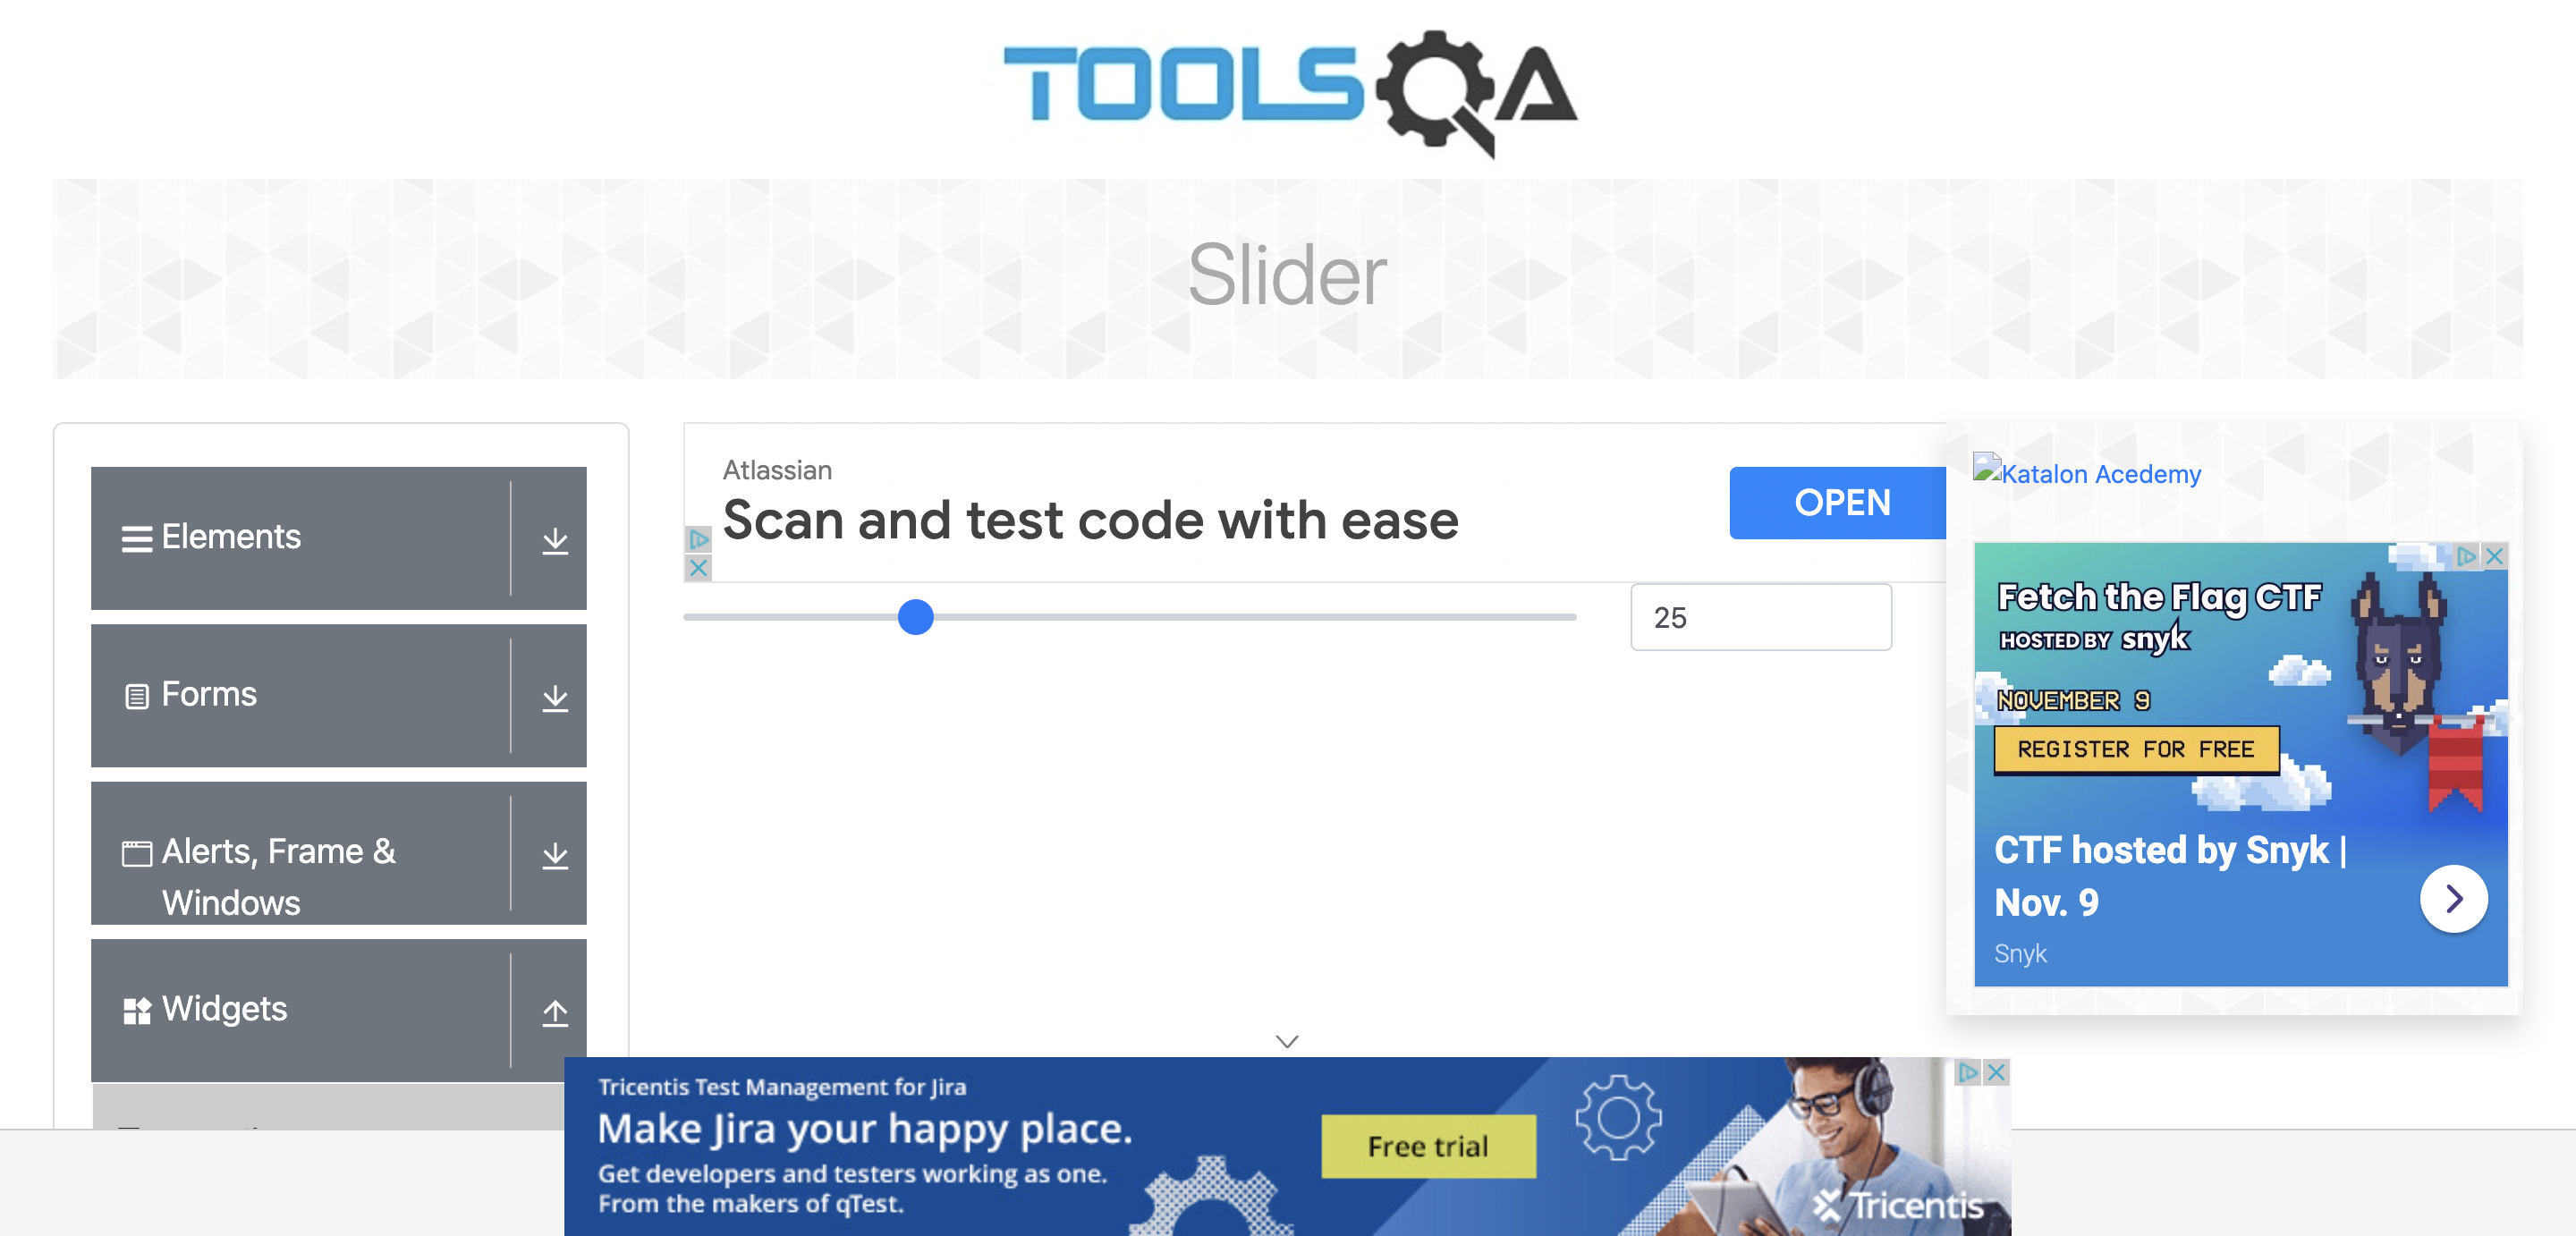 TOOLSQA
Slider
Elements
Forms
Alerts, Frame &
Windows
Widgets
Atlassian
Scan and test code with ease
OPEN
25
Katalon Acedemy
Fetch the Flag CTF
HOSTED BY snyk
NOVEMBER 9
REGISTER FOR FREE
CTF hosted by Snyk |
Nov. 9
Snyk
Tricentis Test Management for Jira
Make Jira your happy place.
Get developers and testers working as one.
From the makers of qTest.
Free trial
Tricentis